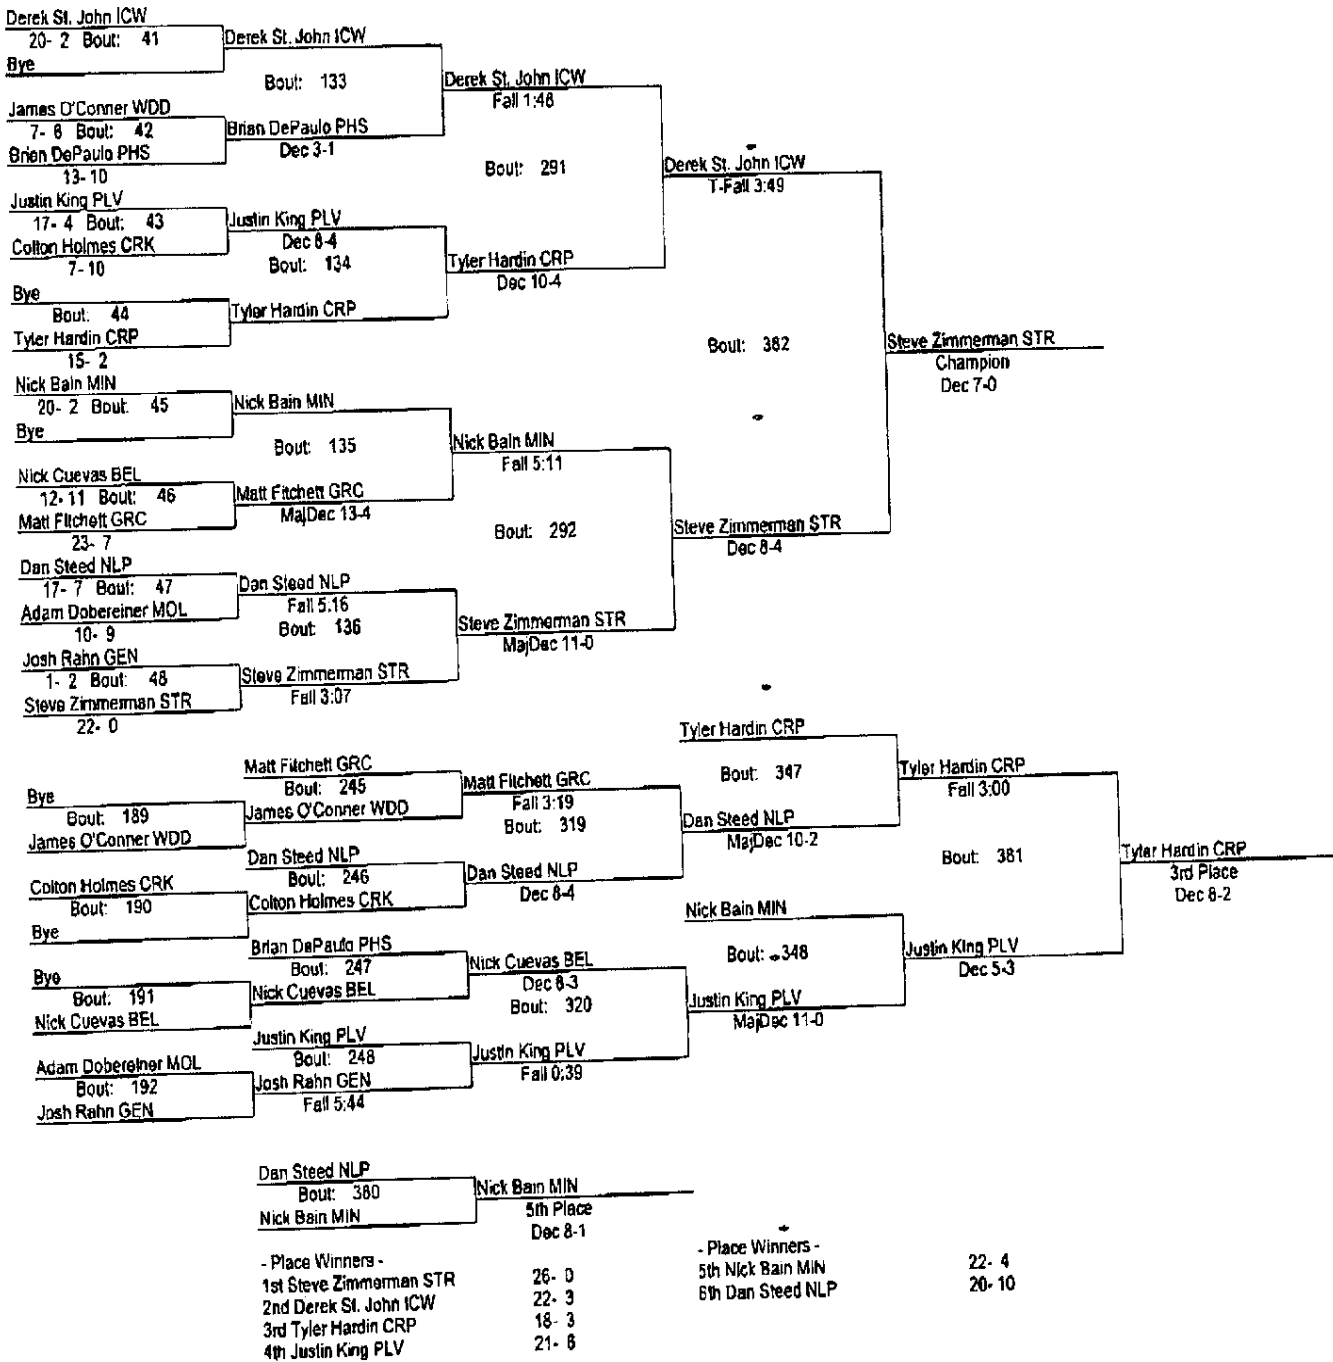 Derek St. John ICW
20- 2 Bout: 41
Bye
Derek St. John ICW
Bout: 133
James O'Conner WDD
7- 6 Bout: 42
Brian DePaulo PHS
13- 10
Brian DePaulo PHS
Dec 3-1
Derek St. John ICW
Fall 1:48
Bout: 291
Justin King PLV
17- 4 Bout: 43
Colton Holmes CRK
7- 10
Justin King PLV
Dec 8-4
Bout: 134
Bye
Bout: 44
Tyler Hardin CRP
15- 2
Tyler Hardin CRP
Tyler Hardin CRP
Dec 10-4
Derek St. John ICW
T-Fall 3:49
Bout: 382
Steve Zimmerman STR
Champion
Dec 7-0
Nick Bain MIN
20- 2 Bout: 45
Bye
Nick Bain MIN
Bout: 135
Nick Cuevas BEL
12- 11 Bout: 46
Matt Fitchett GRC
23- 7
Matt Fitchett GRC
MajDec 13-4
Nick Bain MIN
Fall 5:11
Bout: 292
Dan Steed NLP
17- 7 Bout: 47
Adam Dobereiner MOL
10- 9
Dan Steed NLP
Fall 5:16
Bout: 136
Josh Rahn GEN
1- 2 Bout: 48
Steve Zimmerman STR
22- 0
Steve Zimmerman STR
Fall 3:07
Steve Zimmerman STR
MajDec 11-0
Steve Zimmerman STR
Dec 8-4
Bye
Bout: 189
James O'Conner WDD
Matt Fitchett GRC
Bout: 245
James O'Conner WDD
Matt Fitchett GRC
Fall 3:19
Bout: 319
Colton Holmes CRK
Bout: 190
Bye
Dan Steed NLP
Bout: 246
Colton Holmes CRK
Dan Steed NLP
Dec 8-4
Tyler Hardin CRP
Bout: 347
Dan Steed NLP
MajDec 10-2
Tyler Hardin CRP
Fall 3:00
Bout: 381
Tyler Hardin CRP
3rd Place
Dec 8-2
Bye
Bout: 191
Nick Cuevas BEL
Brian DePaulo PHS
Bout: 247
Nick Cuevas BEL
Nick Cuevas BEL
Dec 8-3
Bout: 320
Adam Dobereiner MOL
Bout: 192
Josh Rahn GEN
Justin King PLV
Bout: 248
Josh Rahn GEN
Fall 5:44
Justin King PLV
Fall 0:39
Nick Bain MIN
Bout: 348
Justin King PLV
MajDec 11-0
Justin King PLV
Dec 5-3
Dan Steed NLP
Bout: 380
Nick Bain MIN
Nick Bain MIN
5th Place
Dec 8-1
- Place Winners -
1st Steve Zimmerman STR 26- 0
2nd Derek St. John ICW 22- 3
3rd Tyler Hardin CRP 18- 3
4th Justin King PLV 21- 6
- Place Winners -
5th Nick Bain MIN 22- 4
6th Dan Steed NLP 20- 10